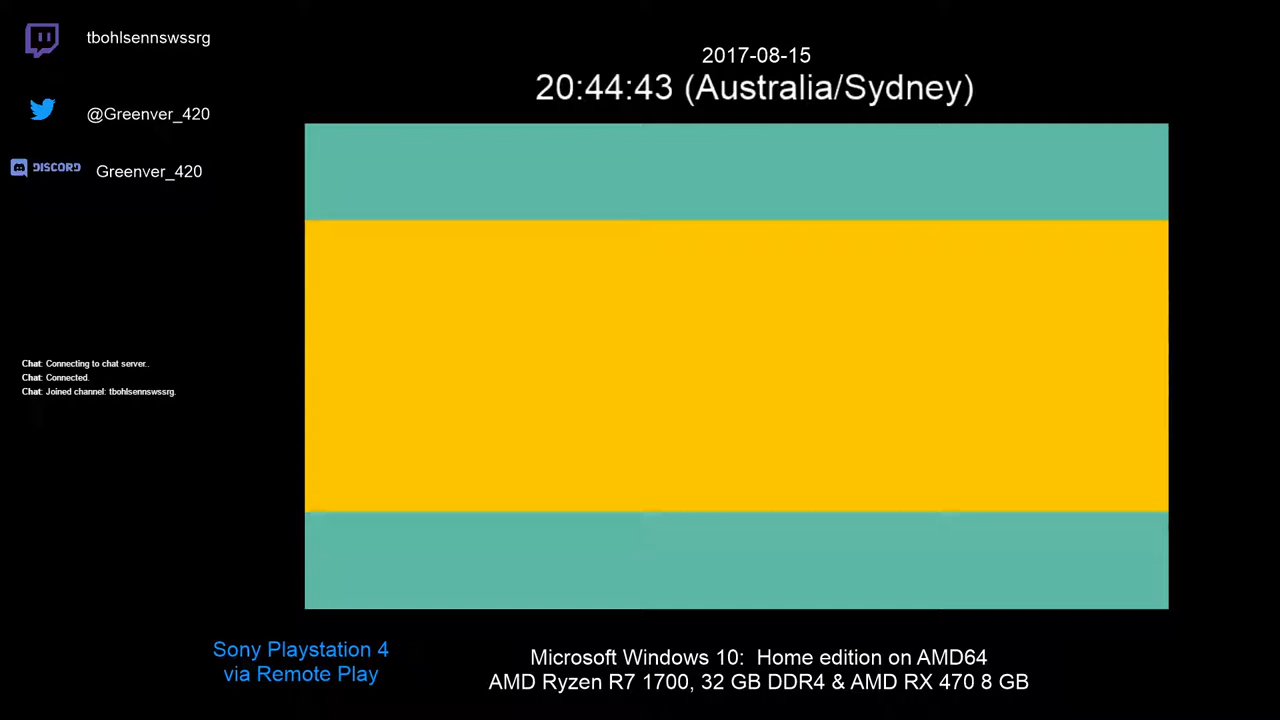 tbohlsennswssrg
@Greenver_420
DISCORD Greenver_420
2017-08-15
20:44:43 (Australia/Sydney)
Chat: Connecting to chat server..
Chat: Connected.
Chat: Joined channel: tbohlsennswssrg.
Sony Playstation 4
via Remote Play
Microsoft Windows 10:  Home edition on AMD64
AMD Ryzen R7 1700, 32 GB DDR4 & AMD RX 470 8 GB